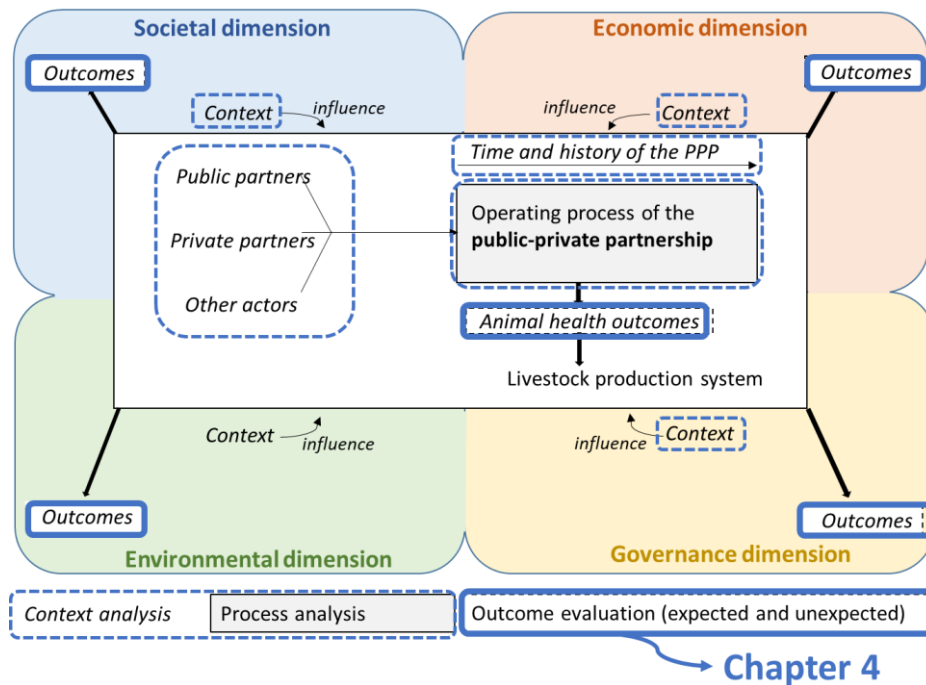 Societal dimension
Economic dimension
Outcomes
Outcomes
Context
influence
influence
Context
Time and history of the PPP
Public partners
Private partners
Other actors
Operating process of the
public-private partnership
Animal health outcomes
Livestock production system
Context
influence
influence
Context
Outcomes
Outcomes
Environmental dimension
Governance dimension
Context analysis
Process analysis
Outcome evaluation (expected and unexpected)
Chapter 4